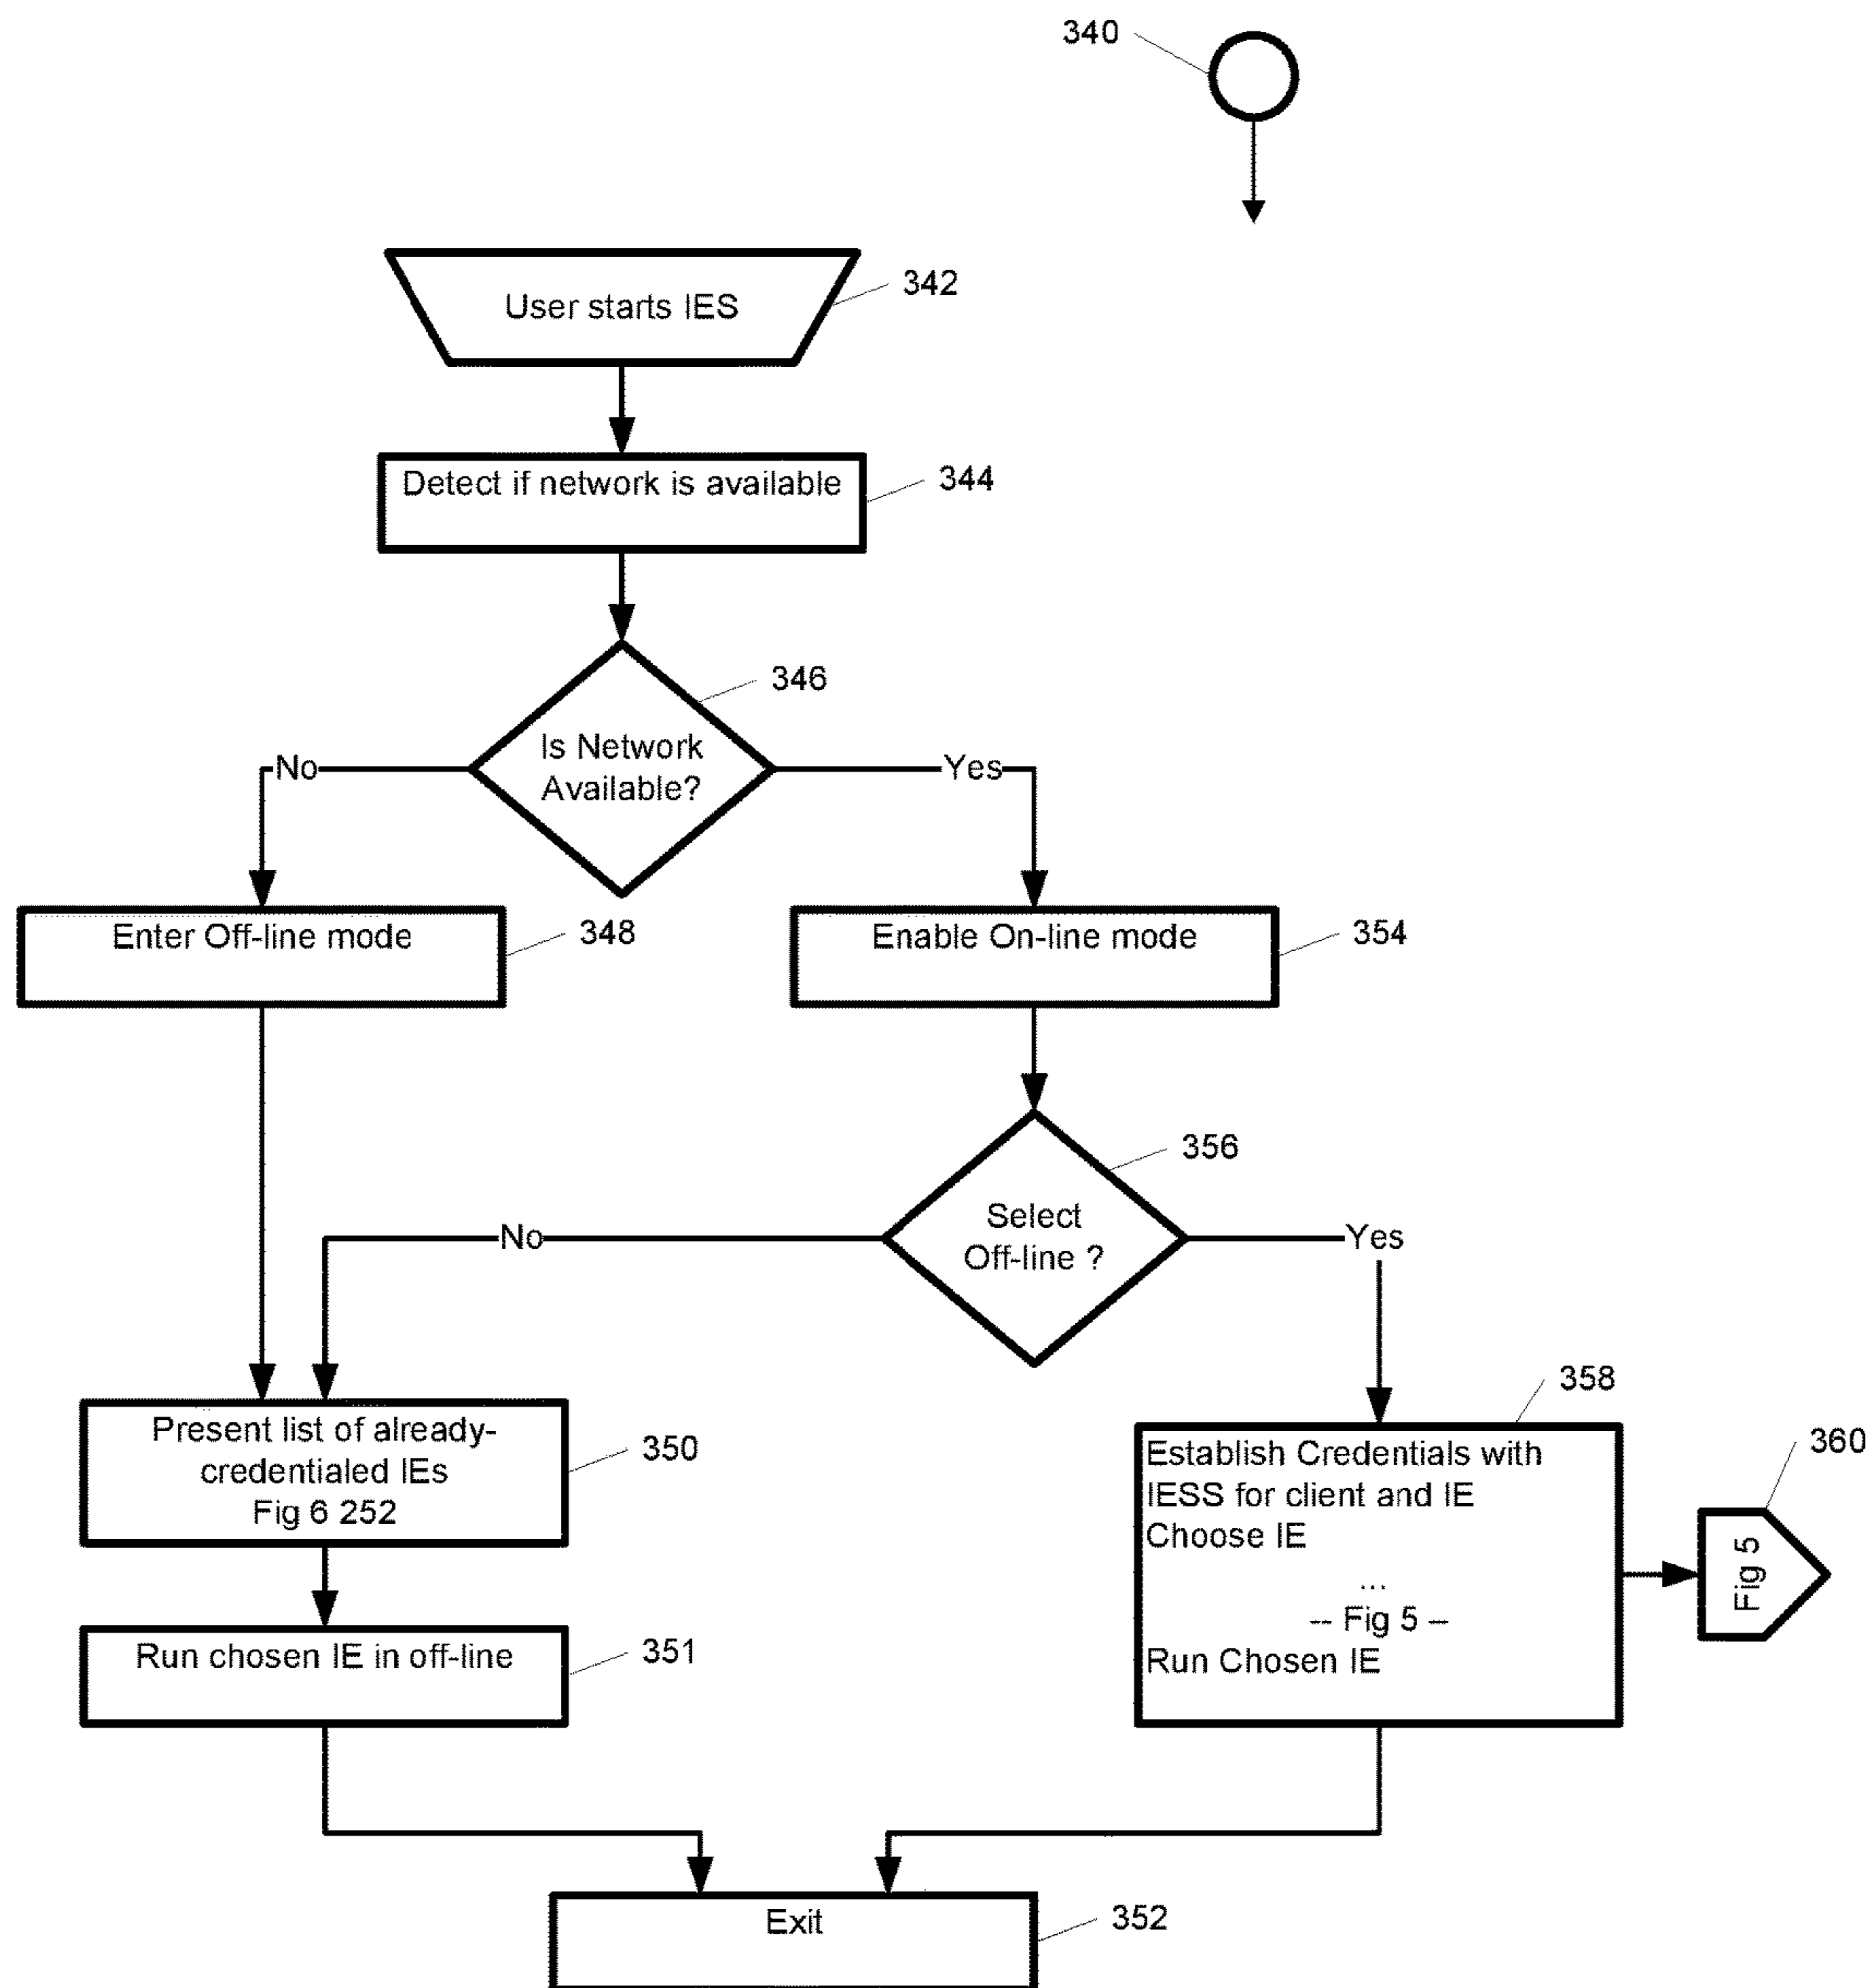 340
User starts IES
342
Detect if network is available
344
346
Is Network
Available?
No
Yes
Enter Off-line mode
348
Enable On-line mode
354
356
Select
Off-line ?
No
Yes
Present list of already-
credentialed IEs
Fig 6 252
350
358
Establish Credentials with
IESS for client and IE
Choose IE
...
-- Fig 5 --
Run Chosen IE
360
Fig 5
Run chosen IE in off-line
351
Exit
352